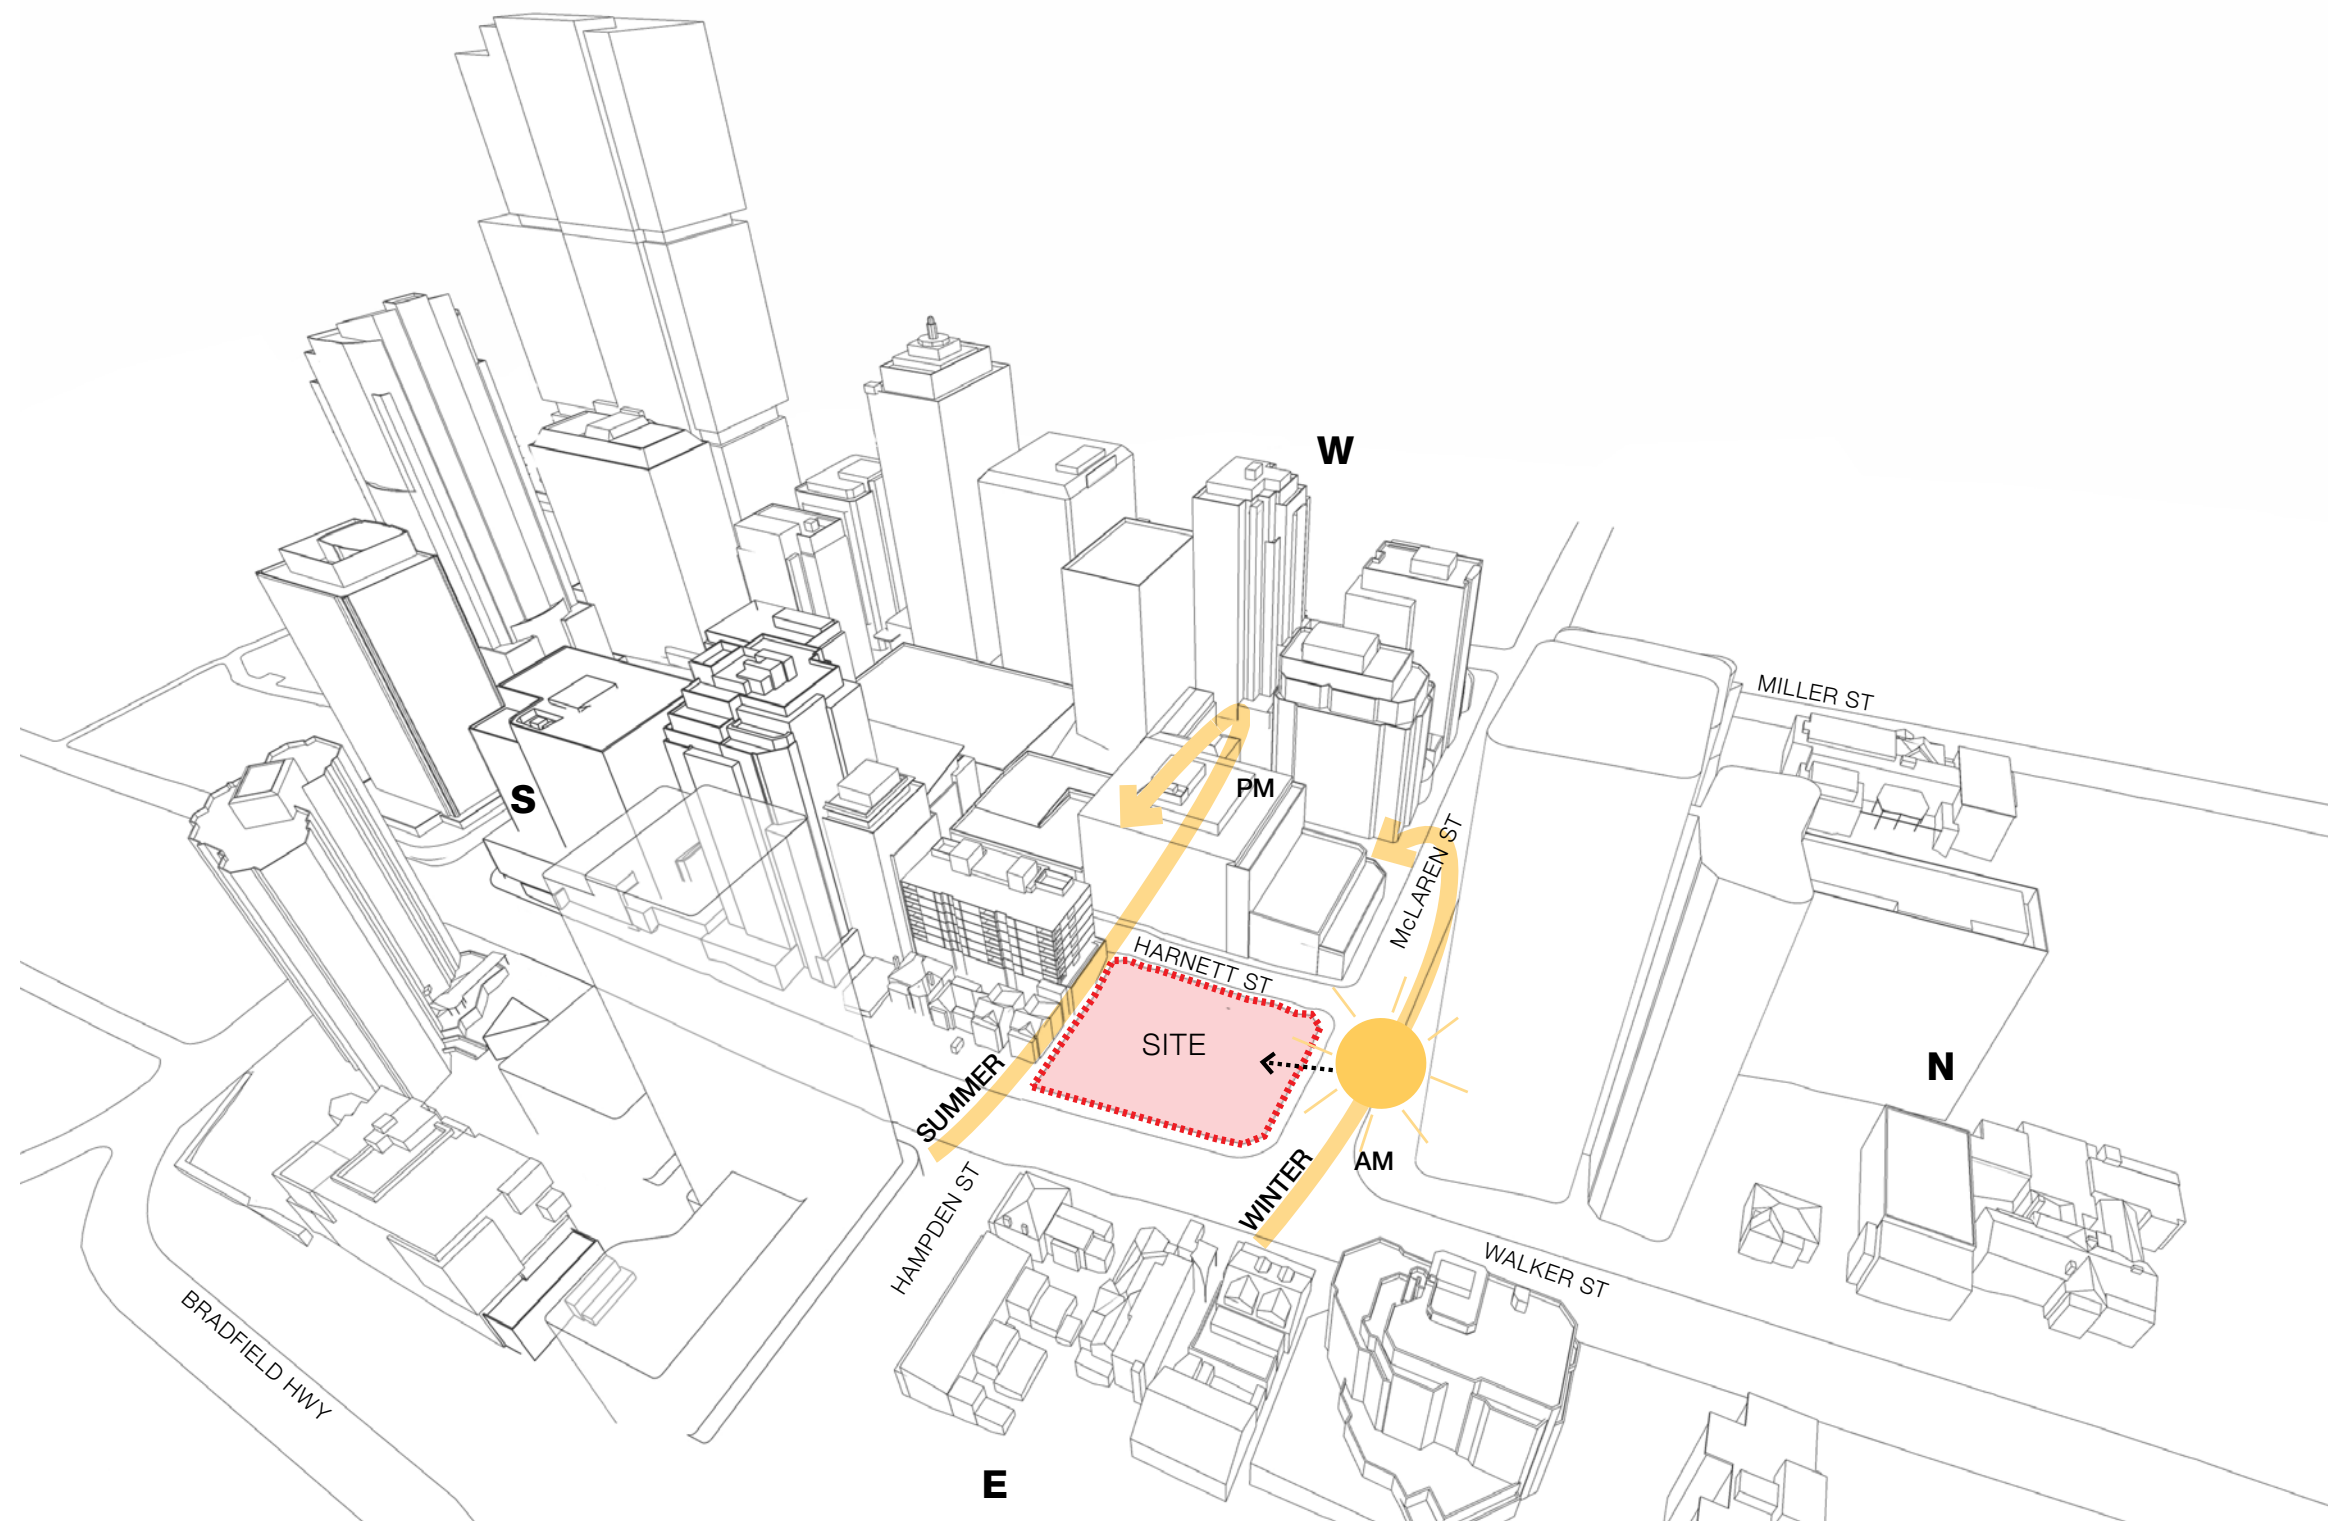 W
MILLER ST
S
PM
McLAREN ST
HARNETT ST
SITE
N
SUMMER
AM
WINTER
HAMPDEN ST
WALKER ST
BRADFIELD HWY
E